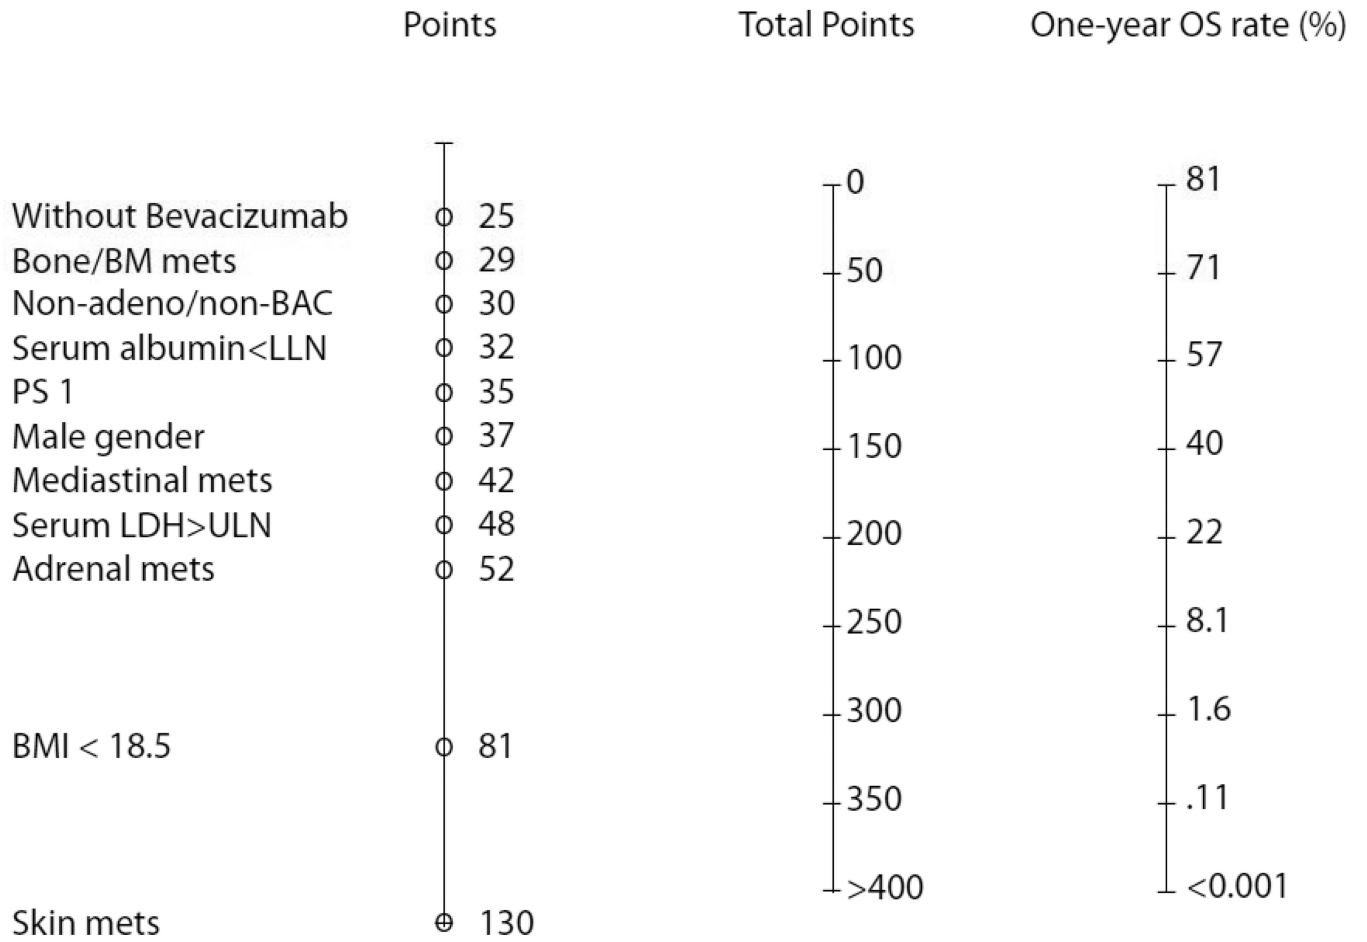 Points Total Points One-year OS rate (%)
0 81
Without Bevacizumab 25
Bone/BM mets 29 50 71
Non-adeno/non-BAC 30
Serum albumin<LLN 32 100 57
PS 1 35
Male gender 37 150 40
Mediastinal mets 42
Serum LDH>ULN 48 200 22
Adrenal mets 52
250 8.1
300 1.6
BMI < 18.5 81
350 .11
>400 <0.001
Skin mets 130